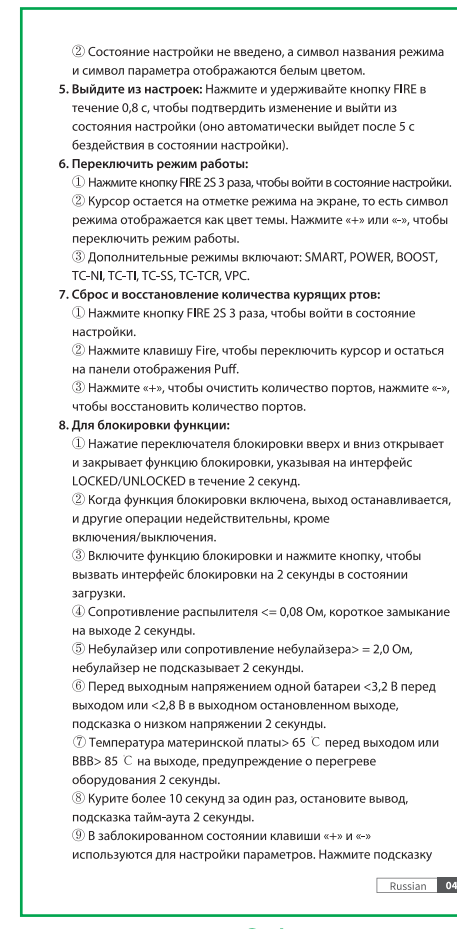 ② Состояние настройки не введено, а символ названия режима
и символ параметра отображаются белым цветом.
5. Выйдите из настроек: Нажмите и удерживайте кнопку FIRE в
течение 0,8 с, чтобы подтвердить изменение и выйти из
состояния настройки (оно автоматически выйдет после 5 с
бездействия в состоянии настройки).
6. Переключить режим работы:
① Нажмите кнопку FIRE 2S 3 раза, чтобы войти в состояние настройки.
② Курсор остается на отметке режима на экране, то есть символ
режима отображается как цвет темы. Нажмите «+» или «-», чтобы
переключить режим работы.
③ Дополнительные режимы включают: SMART, POWER, BOOST,
TC-NI, TC-TI, TC-SS, TC-TCR, VPC.
7. Сброс и восстановление количества курящих ртов:
① Нажмите кнопку FIRE 2S 3 раза, чтобы войти в состояние
настройки.
② Нажмите клавишу Fire, чтобы переключить курсор и остаться
на панели отображения Puff.
③ Нажмите «+», чтобы очистить количество портов, нажмите «-»,
чтобы восстановить количество портов.
8. Для блокировки функции:
① Нажатие переключателя блокировки вверх и вниз открывает
и закрывает функцию блокировки, указывая на интерфейс
LOCKED/UNLOCKED в течение 2 секунд.
② Когда функция блокировки включена, выход останавливается,
и другие операции недействительны, кроме
включения/выключения.
③ Включите функцию блокировки и нажмите кнопку, чтобы
вызвать интерфейс блокировки на 2 секунды в состоянии
загрузки.
④ Сопротивление распылителя <= 0,08 Ом, короткое замыкание
на выходе 2 секунды.
⑤ Небулайзер или сопротивление небулайзера> = 2,0 Ом,
небулайзер не подсказывает 2 секунды.
⑥ Перед выходным напряжением одной батареи <3,2 В перед
выходом или <2,8 В в выходном остановленном выходе,
подсказка о низком напряжении 2 секунды.
⑦ Температура материнской платы> 65 ℃ перед выходом или
ВВВ> 85 ℃ на выходе, предупреждение о перегреве
оборудования 2 секунды.
⑧ Курите более 10 секунд за один раз, остановите вывод,
подсказка тайм-аута 2 секунды.
⑨ В заблокированном состоянии клавиши «+» и «-»
используются для настройки параметров. Нажмите подсказку
Russian 04